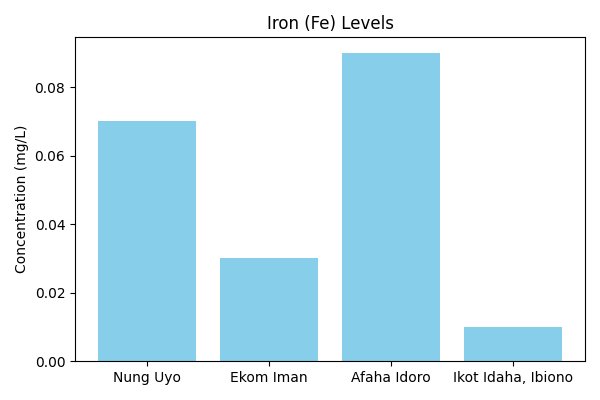 Iron (Fe) Levels
Concentration (mg/L)
0.08
0.06
0.04
0.02
0.00
Nung Uyo
Ekom Iman
Afaha Idoro
Ikot Idaha, Ibiono